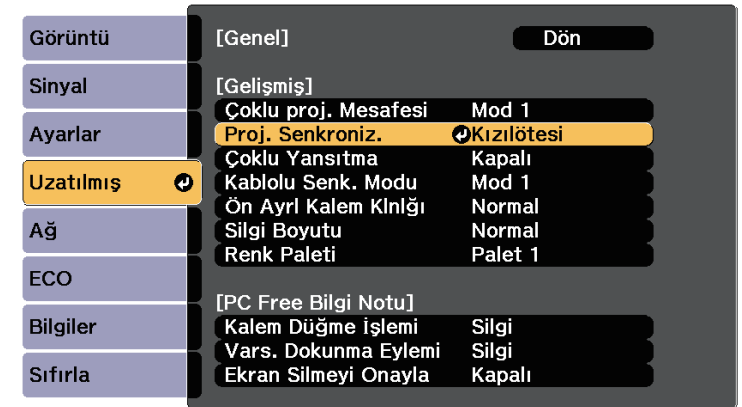 Görüntü
Sinyal
Ayarlar
Uzatılmış
Ağ
ECO
Bilgiler
Sıfırla
[Genel] Dön
[Gelişmiş]
Çoklu proj. Mesafesi Mod 1
Proj. Senkroniz. Kızılötesi
Çoklu Yansıtma Kapalı
Kablolu Senk. Modu Mod 1
Ön Ayrl Kalem Klnlğı Normal
Silgi Boyutu Normal
Renk Paleti Palet 1
[PC Free Bilgi Notu]
Kalem Düğme İşlemi Silgi
Vars. Dokunma Eylemi Silgi
Ekran Silmeyi Onayla Kapalı